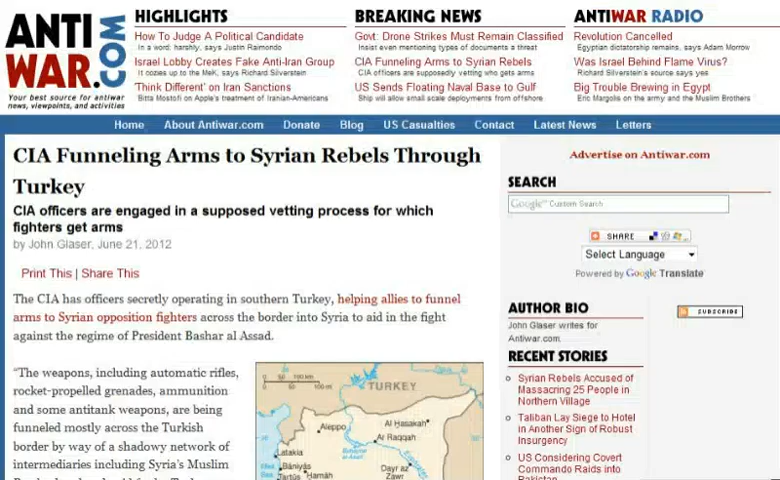 ANTI
WAR.COM
Your best source for antiwar
news, viewpoints, and activities
HIGHLIGHTS
How To Judge A Political Candidate
In a word: harshly, says Justin Raimondo
Israel Lobby Creates Fake Anti-Iran Group
It cozies up to the MeK, says Richard Silverstein
'Think Different' on Iran Sanctions
Bitta Mostofi on Apple's treatment of Iranian-Americans
BREAKING NEWS
Govt: Drone Strikes Must Remain Classified
Insist even mentioning types of documents a threat
CIA Funneling Arms to Syrian Rebels
CIA officers are supposedly vetting who gets arms
US Sends Floating Naval Base to Gulf
Ship will allow small scale deployments from offshore
ANTIWAR RADIO
Revolution Cancelled
Egyptian dictatorship remains, says Adam Morrow
Was Israel Behind Flame Virus?
Richard Silverstein's source says yes
Big Trouble Brewing in Egypt
Eric Margolis on the army and the Muslim Brothers
Home About Antiwar.com Donate Blog US Casualties Contact Latest News Letters
CIA Funneling Arms to Syrian Rebels Through
Turkey
CIA officers are engaged in a supposed vetting process for which
fighters get arms
by John Glaser, June 21, 2012
Print This | Share This
The CIA has officers secretly operating in southern Turkey, helping allies to funnel
arms to Syrian opposition fighters across the border into Syria to aid in the fight
against the regime of President Bashar al Assad.
"The weapons, including automatic rifles,
rocket-propelled grenades, ammunition
and some antitank weapons, are being
funneled mostly across the Turkish
border by way of a shadowy network of
intermediaries including Syria's Muslim
TURKEY
Aleppo
Al Hasakah
Ar Raqqah
Latakia
Bāniyās
Tartūs
Hamāh
Dayr az
Zawr
Advertise on Antiwar.com
SEARCH
Google™ Custom Search
SHARE
Select Language
Powered by Google Translate
AUTHOR BIO
John Glaser writes for
Antiwar.com.
SUBSCRIBE
RECENT STORIES
Syrian Rebels Accused of
Massacring 25 People in
Northern Village
Taliban Lay Siege to Hotel
in Another Sign of Robust
Insurgency
US Considering Covert
Commando Raids into
Pakistan